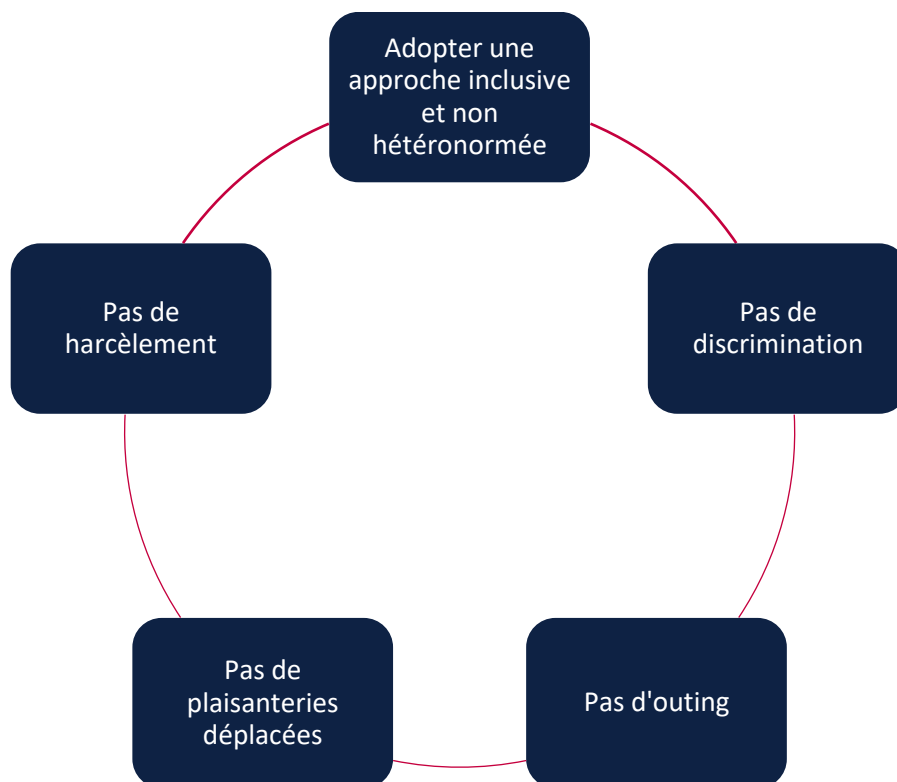 Adopter une
approche inclusive
et non
hétéronormée
Pas de
harcèlement
Pas de
discrimination
Pas de
plaisanteries
déplacées
Pas d'outing